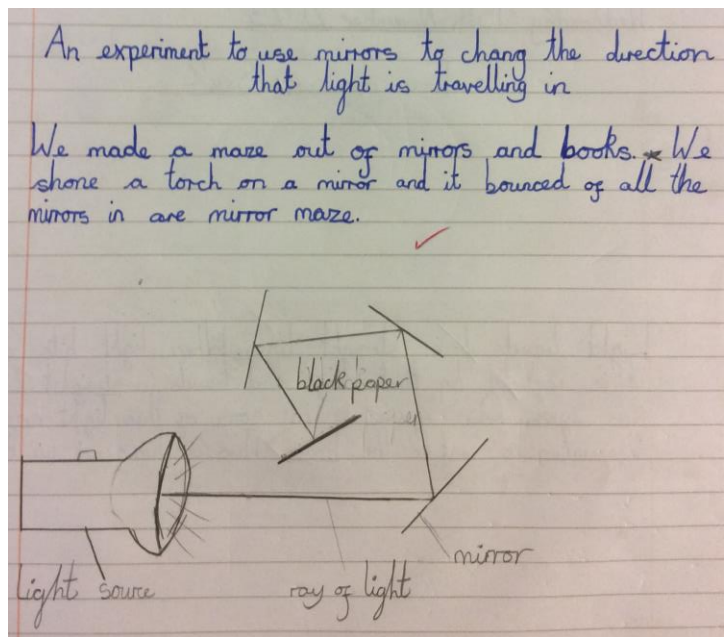 An experiment to use mirrors to chang the direction
that light is travelling in
We made a maze out of mirrors and books. * We
shone a torch on a mirror and it bounced of all the
mirrors in are mirror maze.
black paper
mirror
light source
ray of light